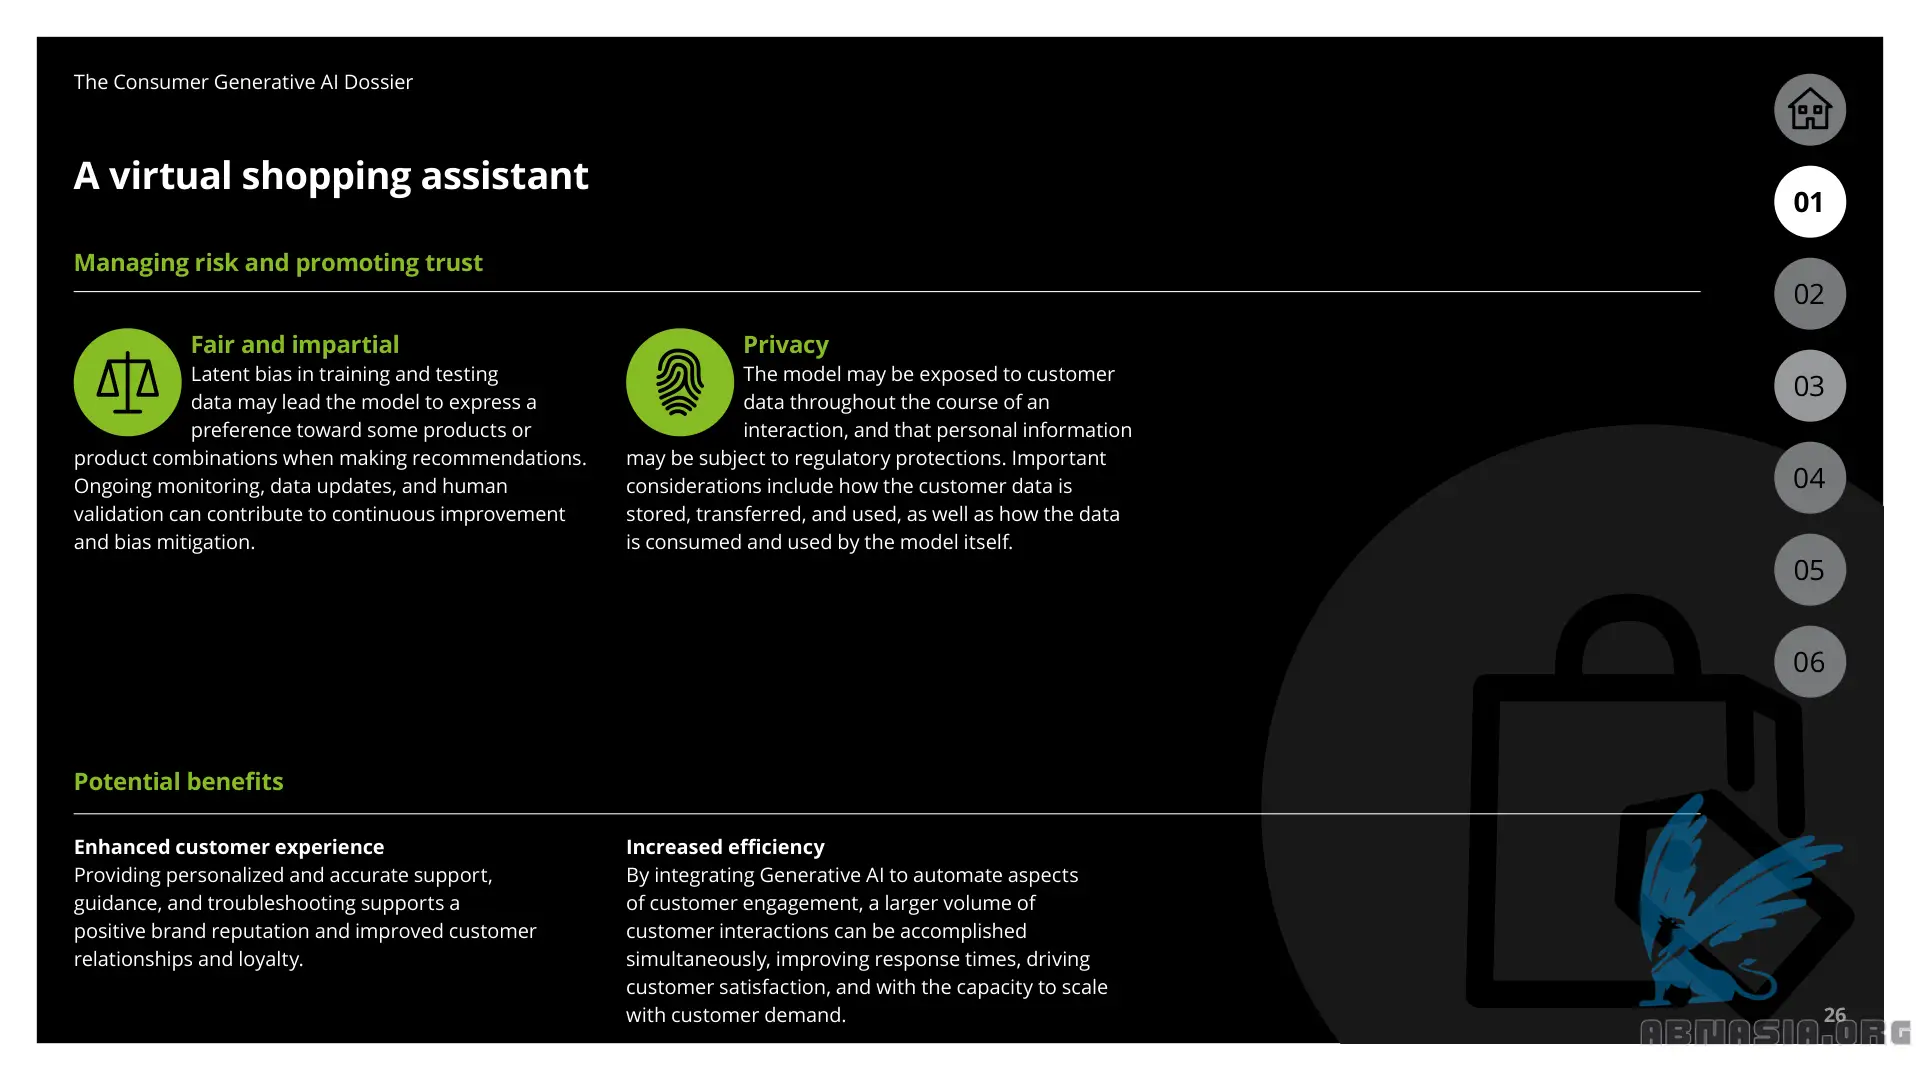 The Consumer Generative AI Dossier
A virtual shopping assistant
Managing risk and promoting trust
Fair and impartial
Latent bias in training and testing
data may lead the model to express a
preference toward some products or
product combinations when making recommendations.
Ongoing monitoring, data updates, and human
validation can contribute to continuous improvement
and bias mitigation.
Privacy
The model may be exposed to customer
data throughout the course of an
interaction, and that personal information
may be subject to regulatory protections. Important
considerations include how the customer data is
stored, transferred, and used, as well as how the data
is consumed and used by the model itself.
Potential benefits
Enhanced customer experience
Providing personalized and accurate support,
guidance, and troubleshooting supports a
positive brand reputation and improved customer
relationships and loyalty.
Increased efficiency
By integrating Generative AI to automate aspects
of customer engagement, a larger volume of
customer interactions can be accomplished
simultaneously, improving response times, driving
customer satisfaction, and with the capacity to scale
with customer demand.
01
02
03
04
05
06
26
ABMASIA.ORG